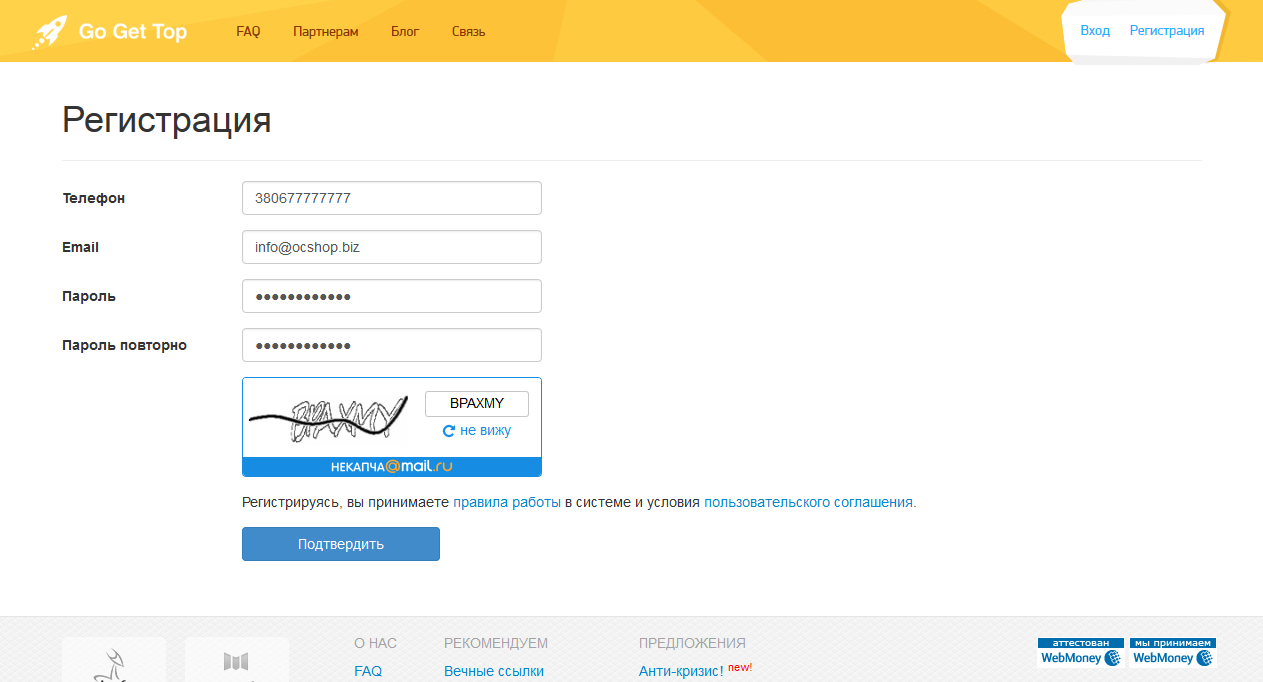 Go Get Top FAQ Партнерам Блог Связь Вход Регистрация
Регистрация
Телефон 380677777777
Email info@ocshop.biz
Пароль ••••••••••••
Пароль повторно ••••••••••••
BPAXMY BPAXMY
не вижу
НЕКАПЧА@mail.ru
Регистрируясь, вы принимаете правила работы в системе и условия пользовательского соглашения.
Подтвердить
О НАС РЕКОМЕНДУЕМ ПРЕДЛОЖЕНИЯ аттестован мы принимаем
WebMoney WebMoney
FAQ Вечные ссылки Анти-кризис! new!